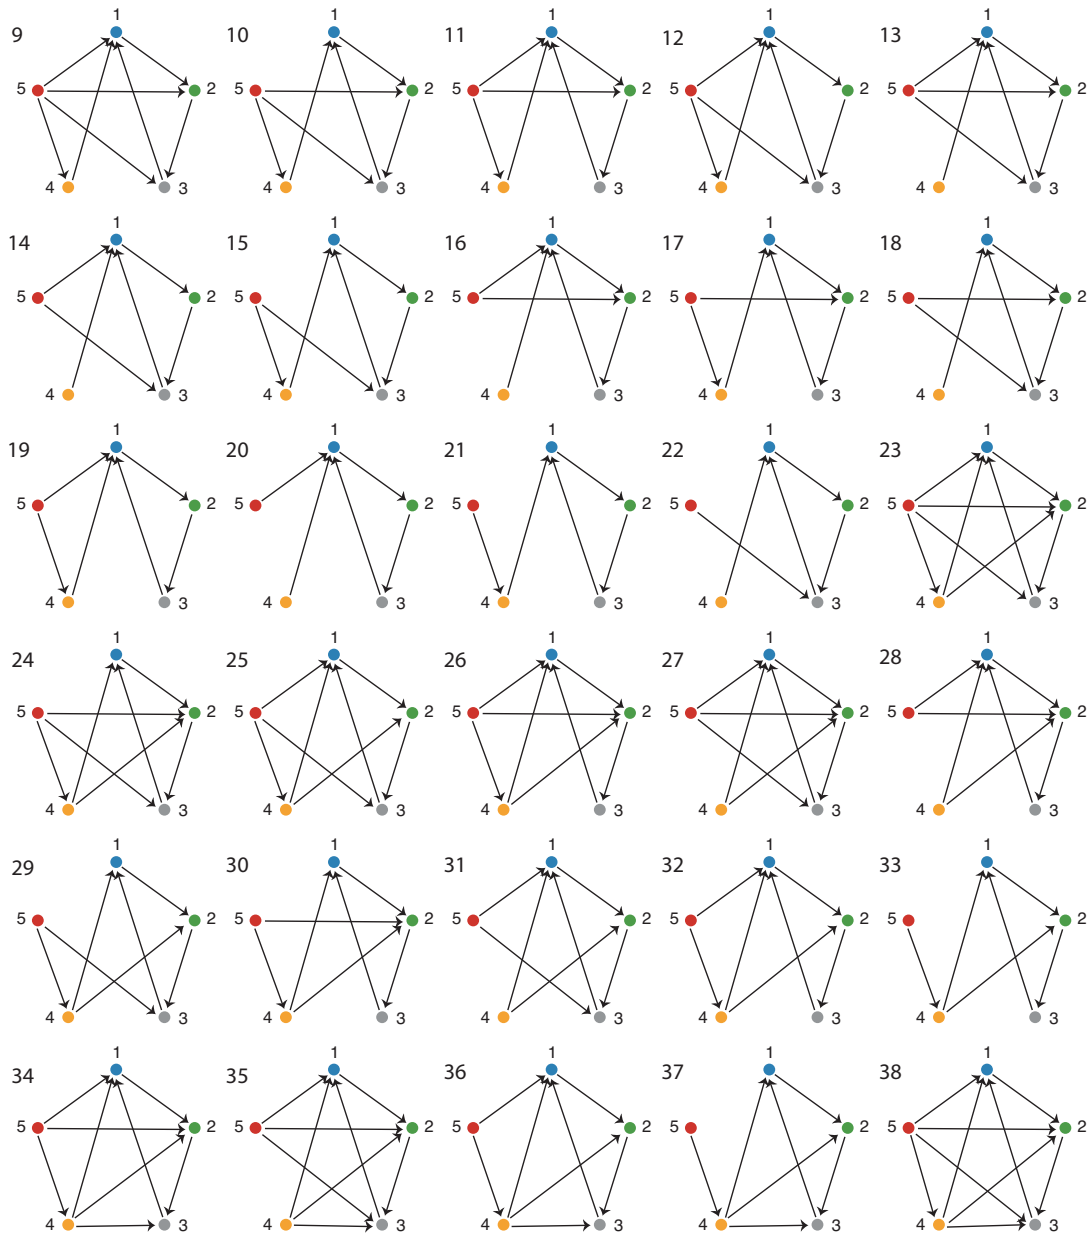 9 1 5 2 4 3
10 1 5 2 4 3
11 1 5 2 4 3
12 1 5 2 4 3
13 1 5 2 4 3
14 1 5 2 4 3
15 1 5 2 4 3
16 1 5 2 4 3
17 1 5 2 4 3
18 1 5 2 4 3
19 1 5 2 4 3
20 1 5 2 4 3
21 1 5 2 4 3
22 1 5 2 4 3
23 1 5 2 4 3
24 1 5 2 4 3
25 1 5 2 4 3
26 1 5 2 4 3
27 1 5 2 4 3
28 1 5 2 4 3
29 1 5 2 4 3
30 1 5 2 4 3
31 1 5 2 4 3
32 1 5 2 4 3
33 1 5 2 4 3
34 1 5 2 4 3
35 1 5 2 4 3
36 1 5 2 4 3
37 1 5 2 4 3
38 1 5 2 4 3